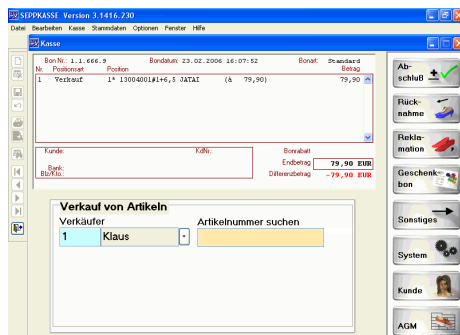 SEPPKASSE Version 3.1416.230
Datei Bearbeiten Kasse Stammdaten Optionen Fenster Hilfe
Kasse
Bon Nr.: 1.1.666.9 Bondatum: 23.02.2006 16:07:52 Bonart: Standard
Nr. Positionsart Position Betrag
1 Verkauf 1* 13004001#1+6,5 JATAI (à 79,90) 79,90
Kunde: KdNr.: Bonrabatt
Endbetrag 79,90 EUR
Bank:
Blz/Kto.: Differenzbetrag -79,90 EUR
Verkauf von Artikeln
Verkäufer Artikelnummer suchen
1 Klaus
Ab-
schluß
Rück-
nahme
Rekla-
mation
Geschenk-
bon
Sonstiges
System
Kunde
AGM